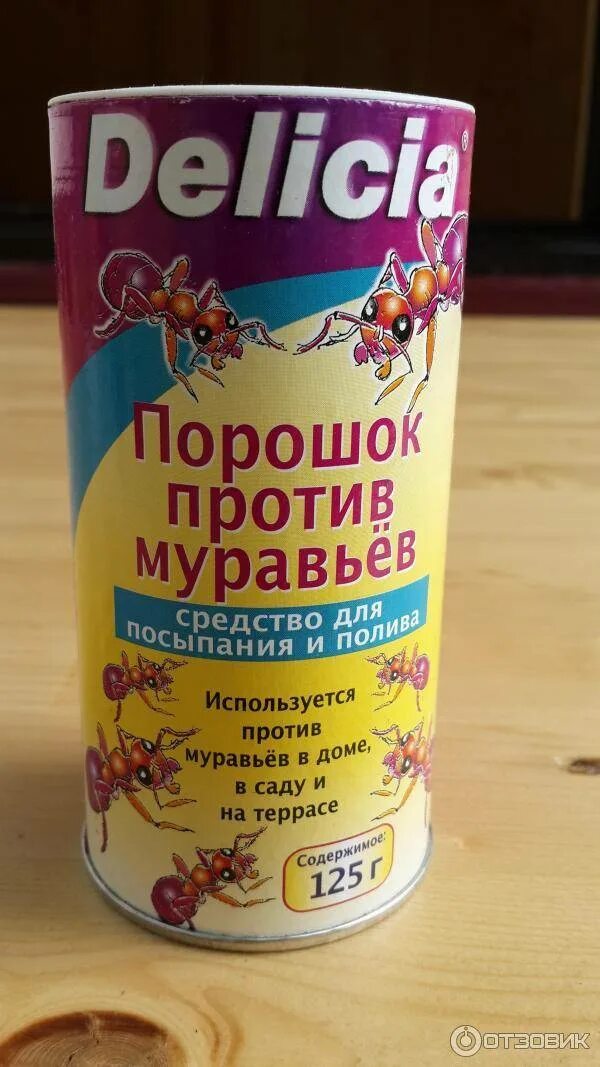 Delicia®
Порошок
против
муравьёв
средство для
посыпания и полива
Используется
против
муравьёв в доме,
в саду и
на террасе
Содержимое:
125 г
ОТЗОВИК